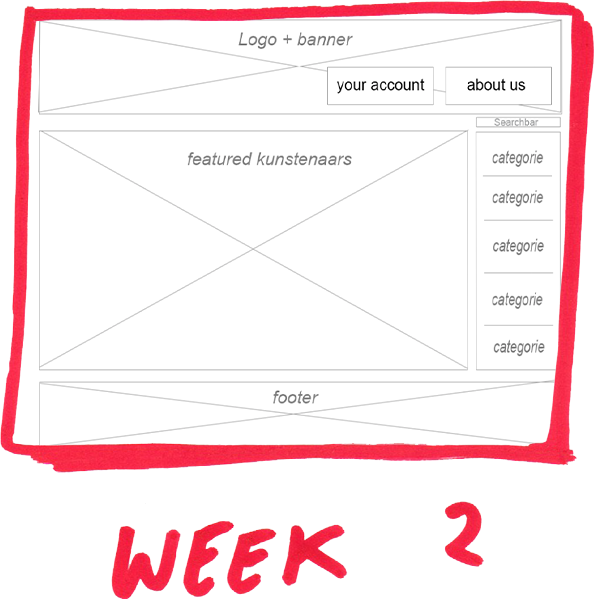 Logo + banner
your account
about us
Searchbar
featured kunstenaars
categorie
categorie
categorie
categorie
categorie
footer
WEEK 2